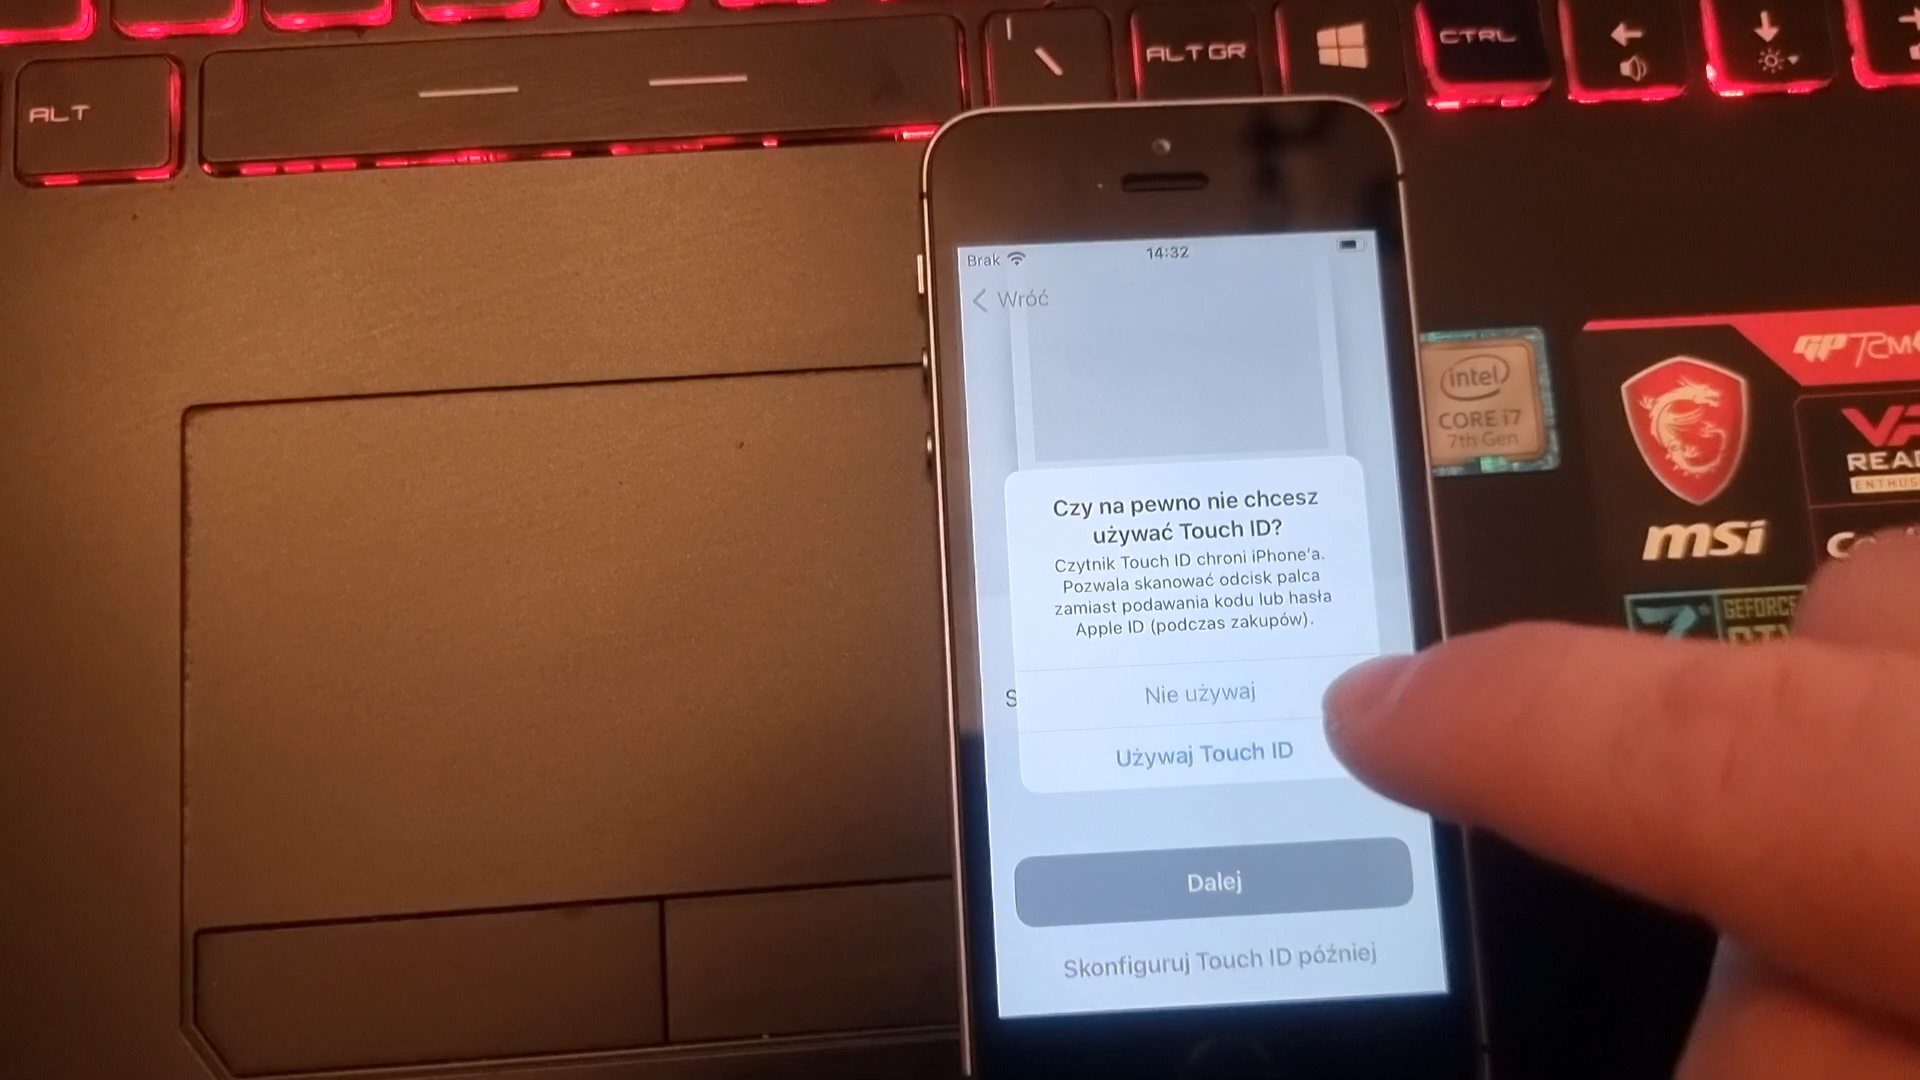 ALT
ALT GR
CTRL
Brak
14:32
Wróć
Czy na pewno nie chcesz
używać Touch ID?
Czytnik Touch ID chroni iPhone'a.
Pozwala skanować odcisk palca
zamiast podawania kodu lub hasła
Apple ID (podczas zakupów).
Nie używaj
Używaj Touch ID
Dalej
Skonfiguruj Touch ID później
intel
CORE i7
7th Gen
msi
GEFORCE